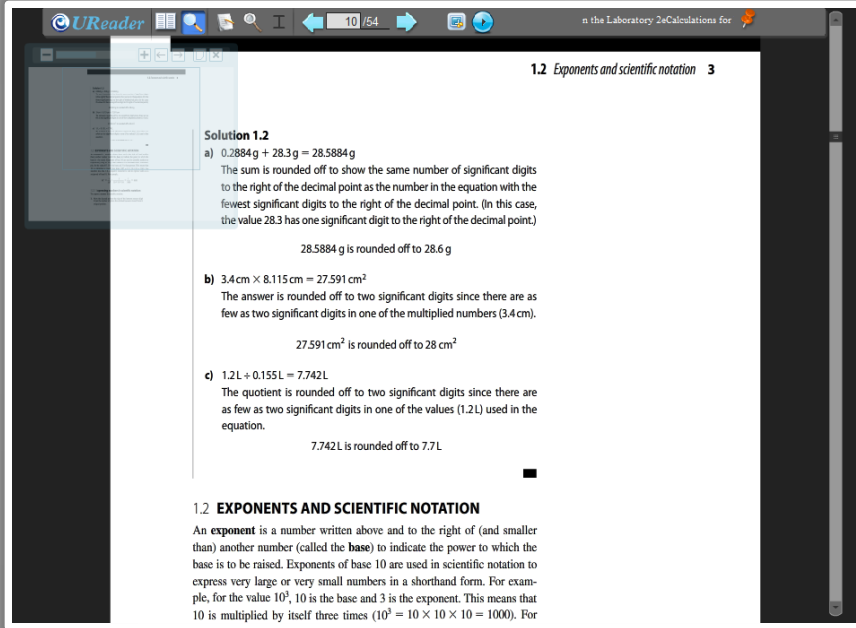 UReader
10 /54
n the Laboratory 2eCalculations for
1.2 Exponents and scientific notation 3
Solution 1.2
a) 0.2884 g + 28.3 g = 28.5884 g
The sum is rounded off to show the same number of significant digits
to the right of the decimal point as the number in the equation with the
fewest significant digits to the right of the decimal point. (In this case,
the value 28.3 has one significant digit to the right of the decimal point.)
28.5884 g is rounded off to 28.6 g
b) 3.4 cm × 8.115 cm = 27.591 cm²
The answer is rounded off to two significant digits since there are as
few as two significant digits in one of the multiplied numbers (3.4 cm).
27.591 cm² is rounded off to 28 cm²
c) 1.2 L ÷ 0.155 L = 7.742 L
The quotient is rounded off to two significant digits since there are
as few as two significant digits in one of the values (1.2 L) used in the
equation.
7.742 L is rounded off to 7.7 L
1.2 EXPONENTS AND SCIENTIFIC NOTATION
An exponent is a number written above and to the right of (and smaller
than) another number (called the base) to indicate the power to which the
base is to be raised. Exponents of base 10 are used in scientific notation to
express very large or very small numbers in a shorthand form. For exam-
ple, for the value 10³, 10 is the base and 3 is the exponent. This means that
10 is multiplied by itself three times (10³ = 10 × 10 × 10 = 1000). For